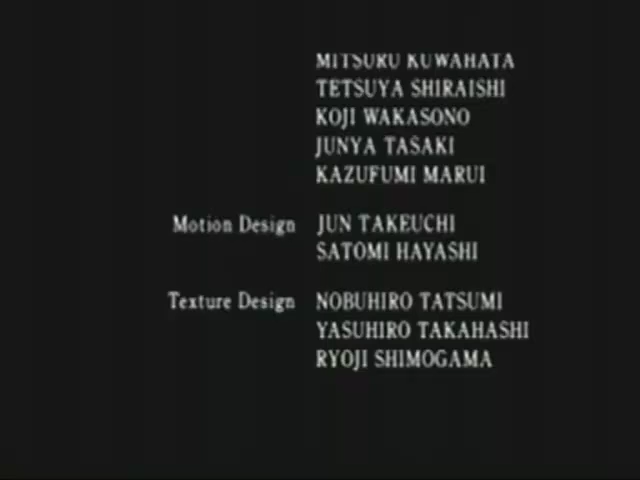 MITSURU KUWAHATA
TETSUYA SHIRAISHI
KOJI WAKASONO
JUNYA TASAKI
KAZUFUMI MARUI
Motion Design JUN TAKEUCHI
SATOMI HAYASHI
Texture Design NOBUHIRO TATSUMI
YASUHIRO TAKAHASHI
RYOJI SHIMOGAMA